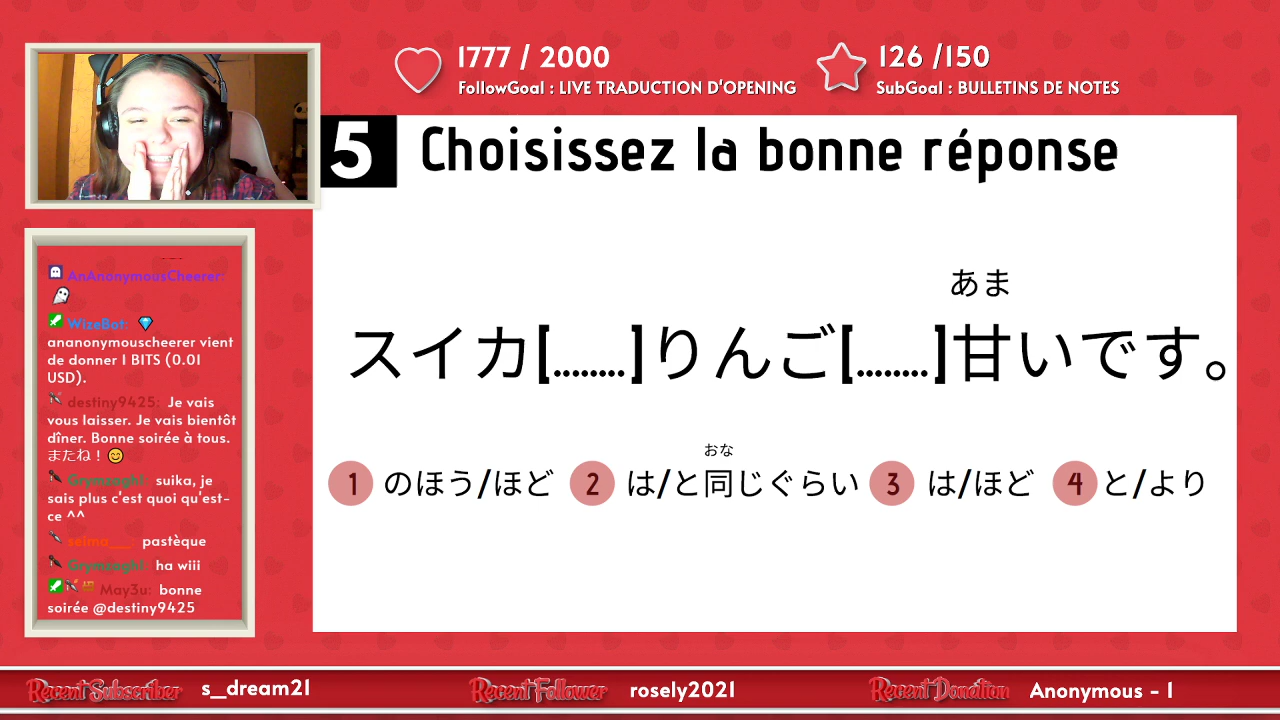 1777 / 2000
FollowGoal : LIVE TRADUCTION D'OPENING
126 /150
SubGoal : BULLETINS DE NOTES
5 Choisissez la bonne réponse
あま
スイカ[........]りんご[........]甘いです。
おな
1 のほう/ほど 2 は/と同じぐらい 3 は/ほど 4 と/より
AnAnonymousCheerer:
WizeBot: 💎
ananonymouscheerer vient
de donner 1 BITS (0.01
USD).
destiny9425: Je vais
vous laisser. Je vais bientôt
dîner. Bonne soirée à tous.
またね！😊
Grymsagh!: suika, je
sais plus c'est quoi qu'est-
ce ^^
selma___: pastèque
Grymsagh!: ha wiii
May3u: bonne
soirée @destiny9425
Recent Subscriber s_dream21
Recent Follower rosely2021
Recent Donation Anonymous - 1